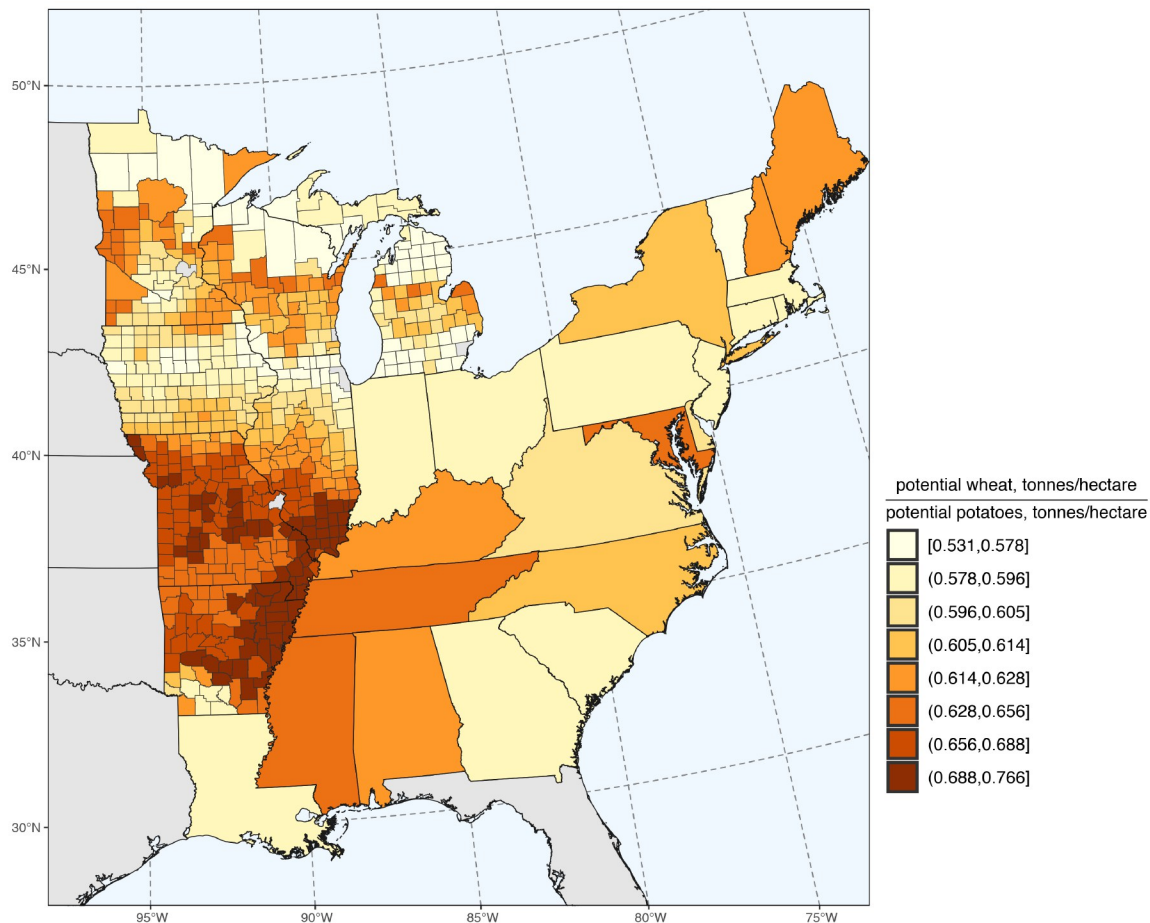 50°N
45°N
40°N
35°N
30°N
95°W
90°W
85°W
80°W
75°W
potential wheat, tonnes/hectare
potential potatoes, tonnes/hectare
[0.531,0.578]
(0.578,0.596]
(0.596,0.605]
(0.605,0.614]
(0.614,0.628]
(0.628,0.656]
(0.656,0.688]
(0.688,0.766]